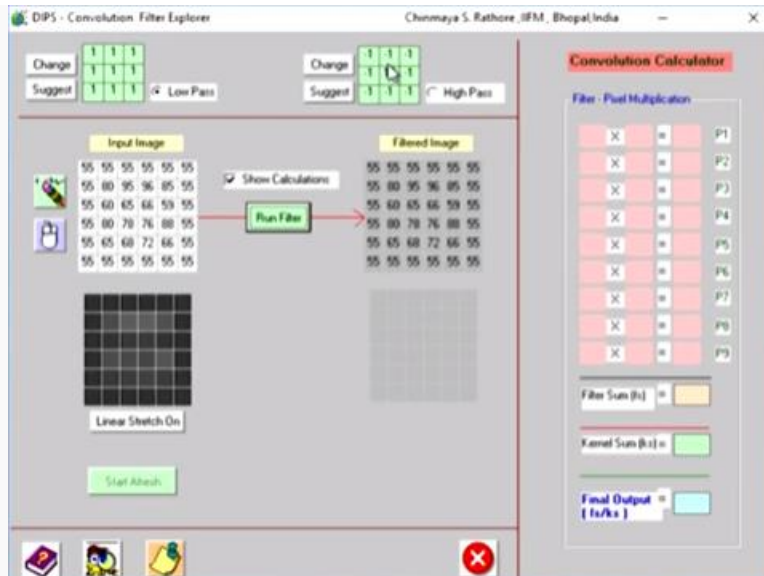 DIPS - Convolution Filter Explorer
Chinmaya S. Rathore ,IIFM , Bhopal,India
Change
1 1 1
1 1 1
1 1 1
Suggest
Low Pass
Change
-1 -1 -1
-1
-1 -1 -1
Suggest
High Pass
Input Image
55 55 55 55 55 55
55 80 95 96 85 55
55 60 65 66 59 55
55 80 78 76 88 55
55 65 68 72 66 55
55 55 55 55 55 55
Show Calculations
Run Filter
Filtered Image
55 55 55 55 55 55
55 80 95 96 85 55
55 60 65 66 59 55
55 80 78 76 88 55
55 65 68 72 66 55
55 55 55 55 55 55
Linear Stretch On
Start Afresh
Convolution Calculator
Filter - Pixel Multiplication
X = P1
X = P2
X = P3
X = P4
X = P5
X = P6
X = P7
X = P8
X = P9
Filter Sum (fs) =
Kernel Sum (ks) =
Final Output =
( fs/ks )